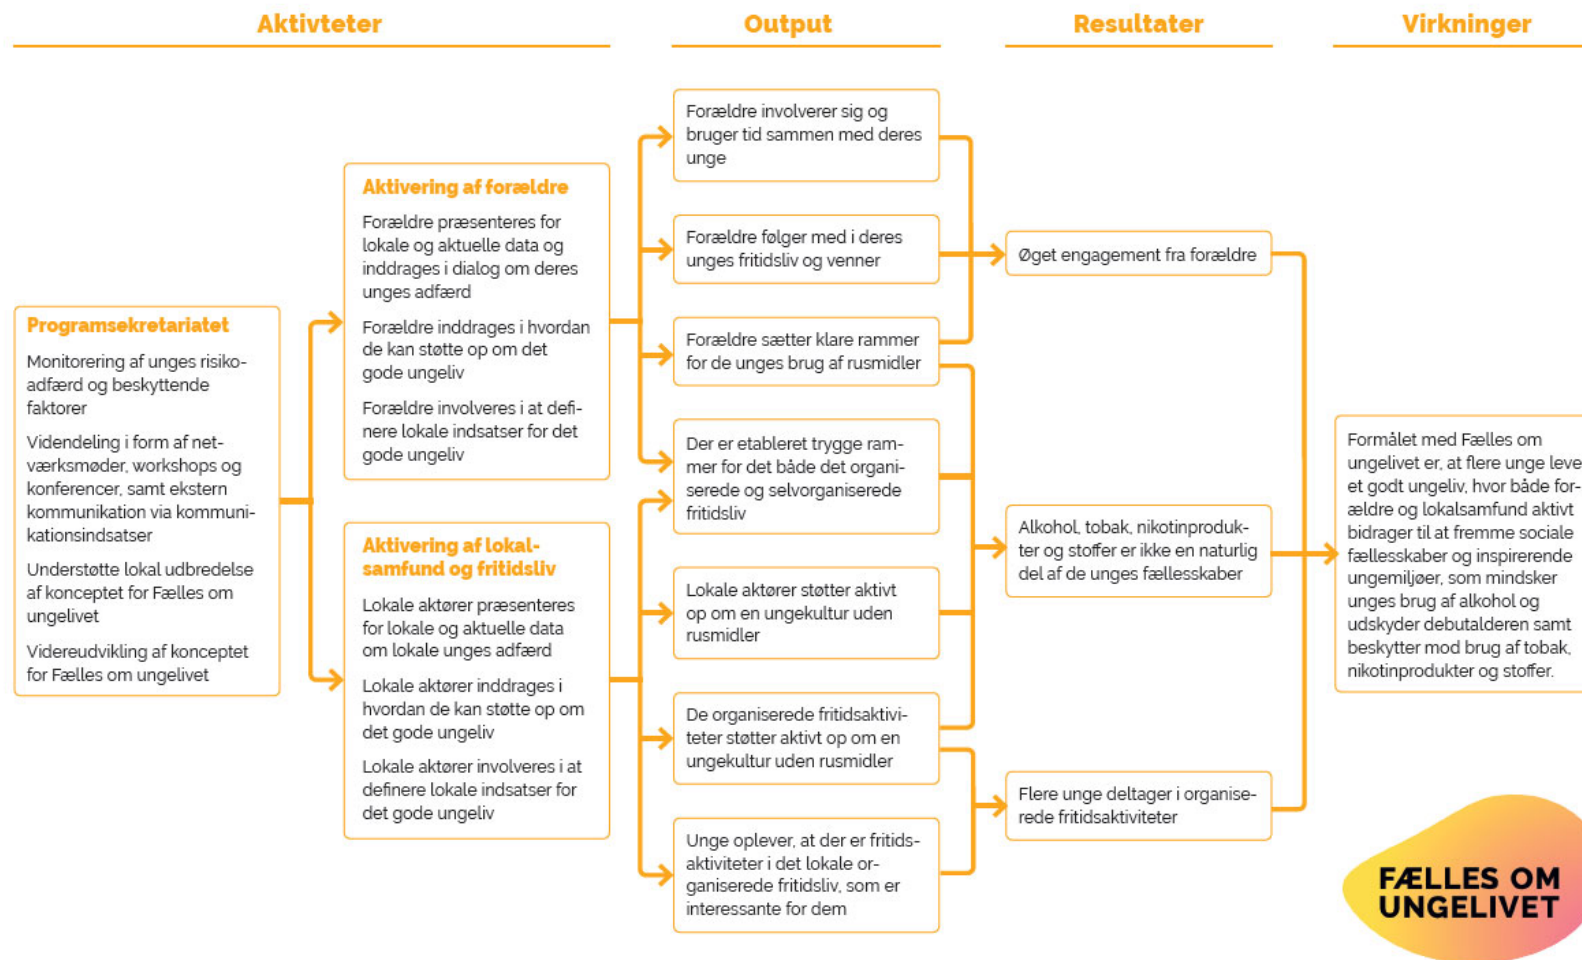 Aktivteter
Output
Resultater
Virkninger
Programsekretariatet
Monitorering af unges risiko-
adfærd og beskyttende
faktorer
Videndeling i form af net-
værksmøder, workshops og
konferencer, samt ekstern
kommunikation via kommuni-
kationsindsatser
Understøtte lokal udbredelse
af konceptet for Fælles om
ungelivet
Videreudvikling af konceptet
for Fælles om ungelivet
Aktivering af forældre
Forældre præsenteres for
lokale og aktuelle data og
inddrages i dialog om deres
unges adfærd
Forældre inddrages i hvordan
de kan støtte op om det
gode ungeliv
Forældre involveres i at defi-
nere lokale indsatser for det
gode ungeliv
Aktivering af lokal-
samfund og fritidsliv
Lokale aktører præsenteres
for lokale og aktuelle data
om lokale unges adfærd
Lokale aktører inddrages i
hvordan de kan støtte op om
det gode ungeliv
Lokale aktører involveres i at
definere lokale indsatser for
det gode ungeliv
Forældre involverer sig og
bruger tid sammen med deres
unge
Forældre følger med i deres
unges fritidsliv og venner
Forældre sætter klare rammer
for de unges brug af rusmidler
Der er etableret trygge ram-
mer for det både det organi-
serede og selvorganiserede
fritidsliv
Lokale aktører støtter aktivt
op om en ungekultur uden
rusmidler
De organiserede fritidsaktivi-
teter støtter aktivt op om en
ungekultur uden rusmidler
Unge oplever, at der er fritids-
aktiviteter i det lokale or-
ganiserede fritidsliv, som er
interessante for dem
Øget engagement fra forældre
Alkohol, tobak, nikotinproduk-
ter og stoffer er ikke en naturlig
del af de unges fællesskaber
Flere unge deltager i organise-
rede fritidsaktiviteter
Formålet med Fælles om
ungelivet er, at flere unge leve
et godt ungeliv, hvor både for-
ældre og lokalsamfund aktivt
bidrager til at fremme sociale
fællesskaber og inspirerende
ungemiljøer, som mindsker
unges brug af alkohol og
udskyder debutalderen samt
beskytter mod brug af tobak,
nikotinprodukter og stoffer.
FÆLLES OM
UNGELIVET